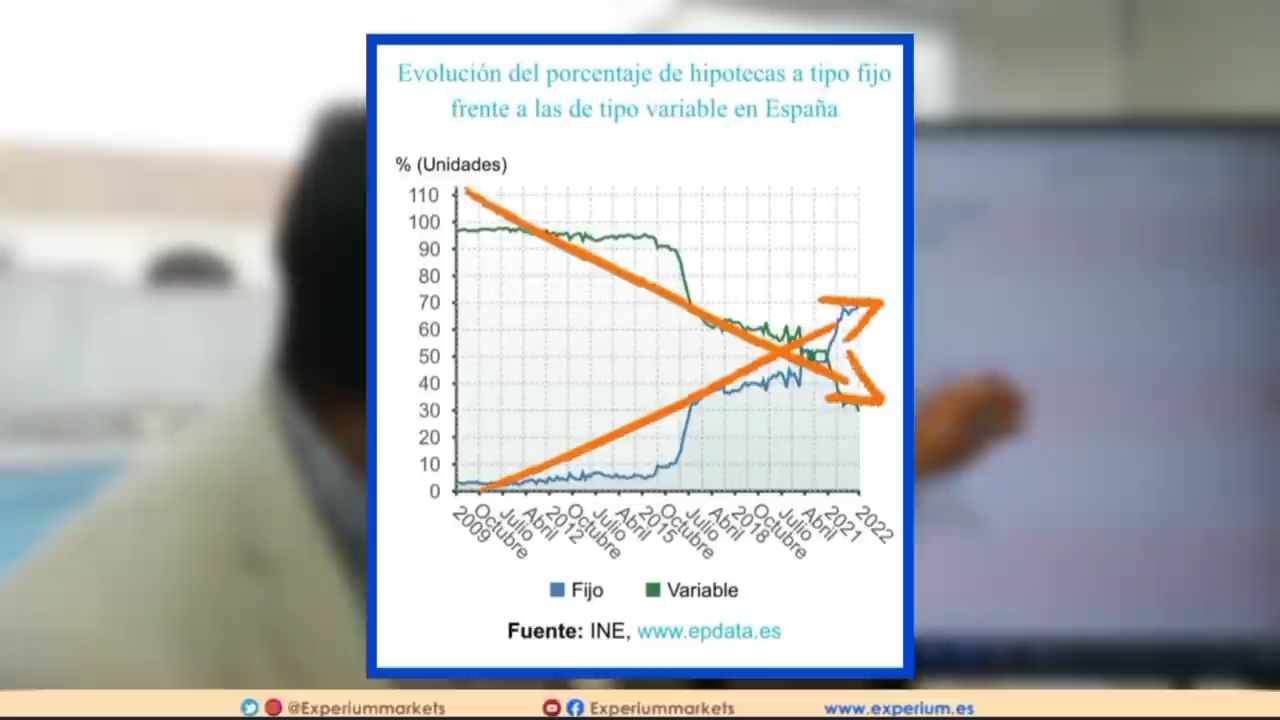 Evolución del porcentaje de hipotecas a tipo fijo
frente a las de tipo variable en España
% (Unidades)
110
100
90
80
70
60
50
40
30
20
10
0
2009
Octubre
Julio
Abril
2012
Octubre
Julio
Abril
2015
Octubre
Julio
Abril
2018
Octubre
Julio
Abril
2021
2022
Fijo
Variable
Fuente: INE, www.epdata.es
@Experiummarkets
Experiummarkets
www.experium.es